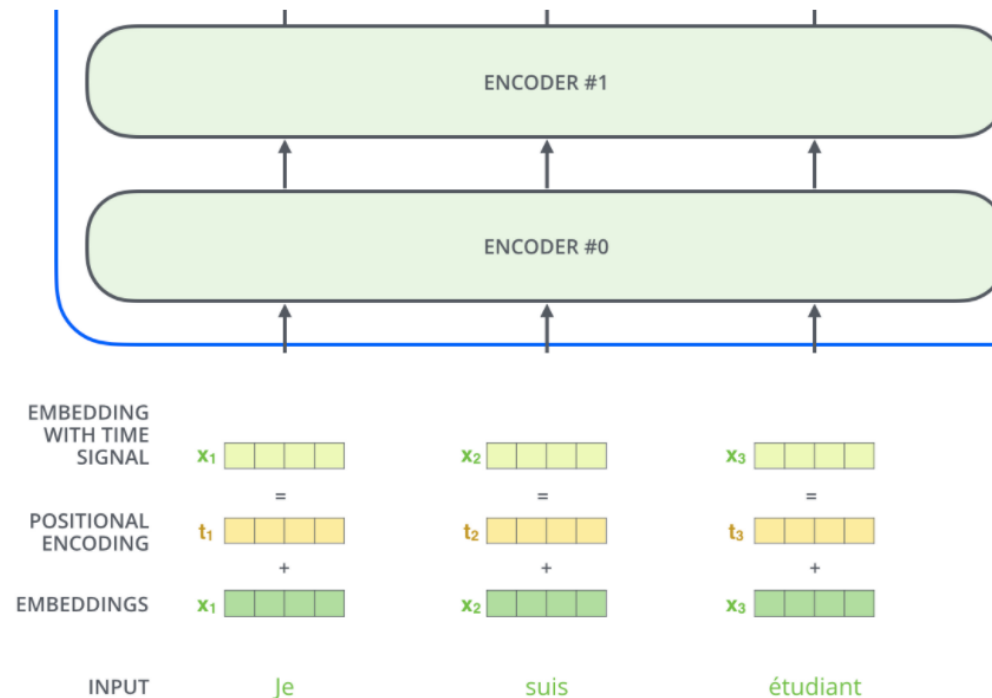 ENCODER #1
ENCODER #0
EMBEDDING
WITH TIME
SIGNAL
x₁ x₂ x₃
= = =
POSITIONAL
ENCODING
t₁ t₂ t₃
+ + +
EMBEDDINGS x₁ x₂ x₃
INPUT Je suis étudiant